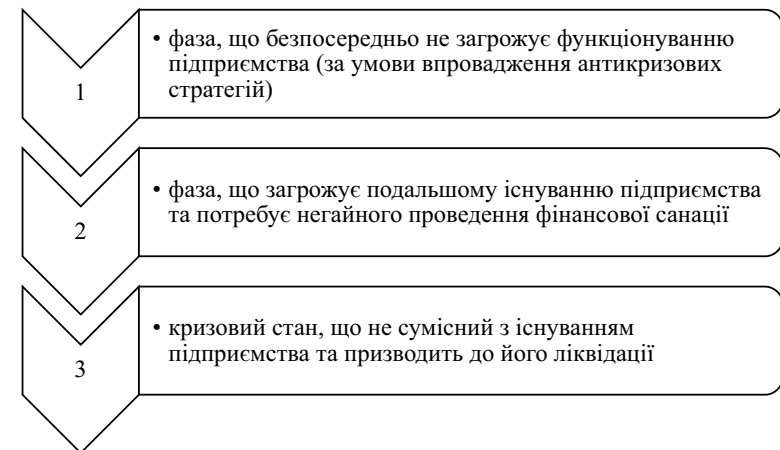 1
• фаза, що безпосередньо не загрожує функціонуванню
підприємства (за умови впровадження антикризових
стратегій)
2
• фаза, що загрожує подальшому існуванню підприємства
та потребує негайного проведення фінансової санації
3
• кризовий стан, що не сумісний з існуванням
підприємства та призводить до його ліквідації